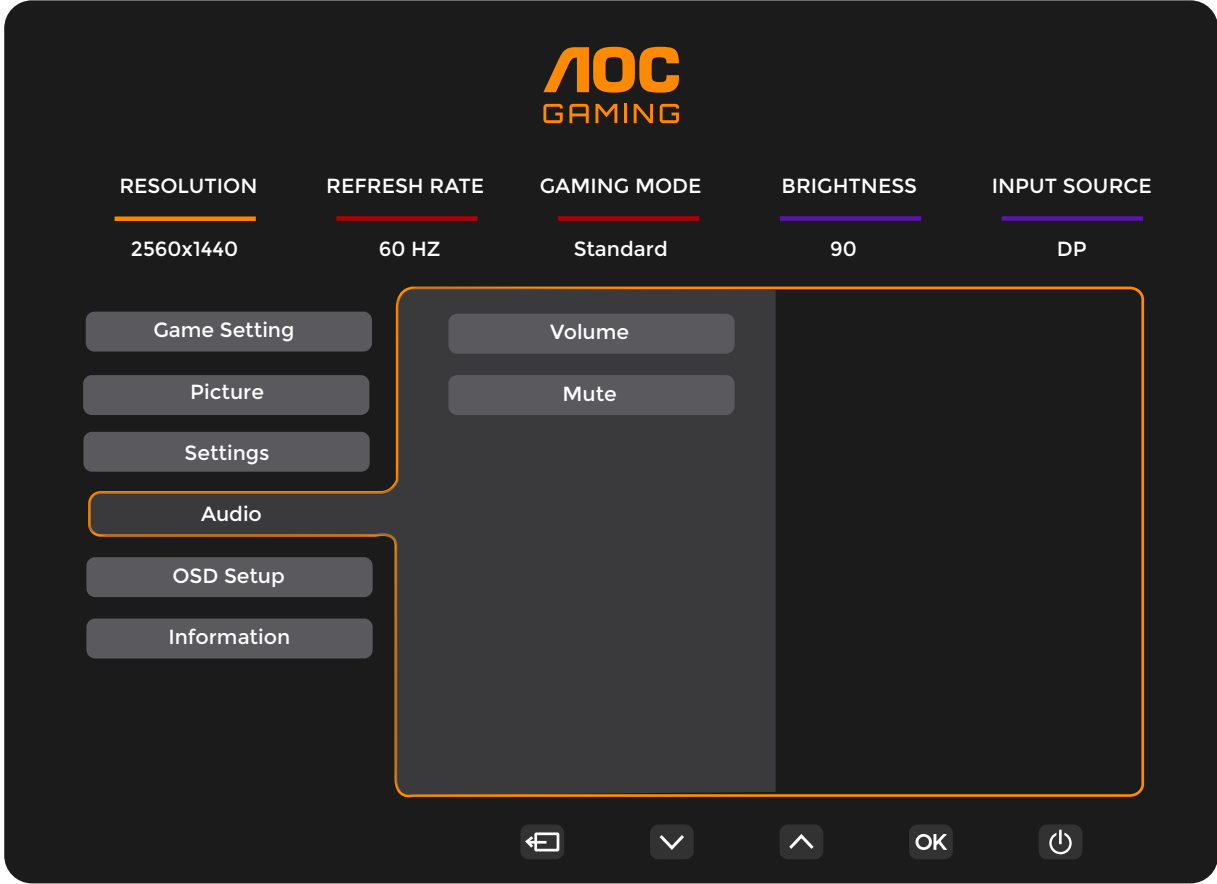 AOC
GAMING
RESOLUTION REFRESH RATE GAMING MODE BRIGHTNESS INPUT SOURCE
2560x1440 60 HZ Standard 90 DP
Game Setting
Picture
Settings
Audio
OSD Setup
Information
Volume
Mute
OK